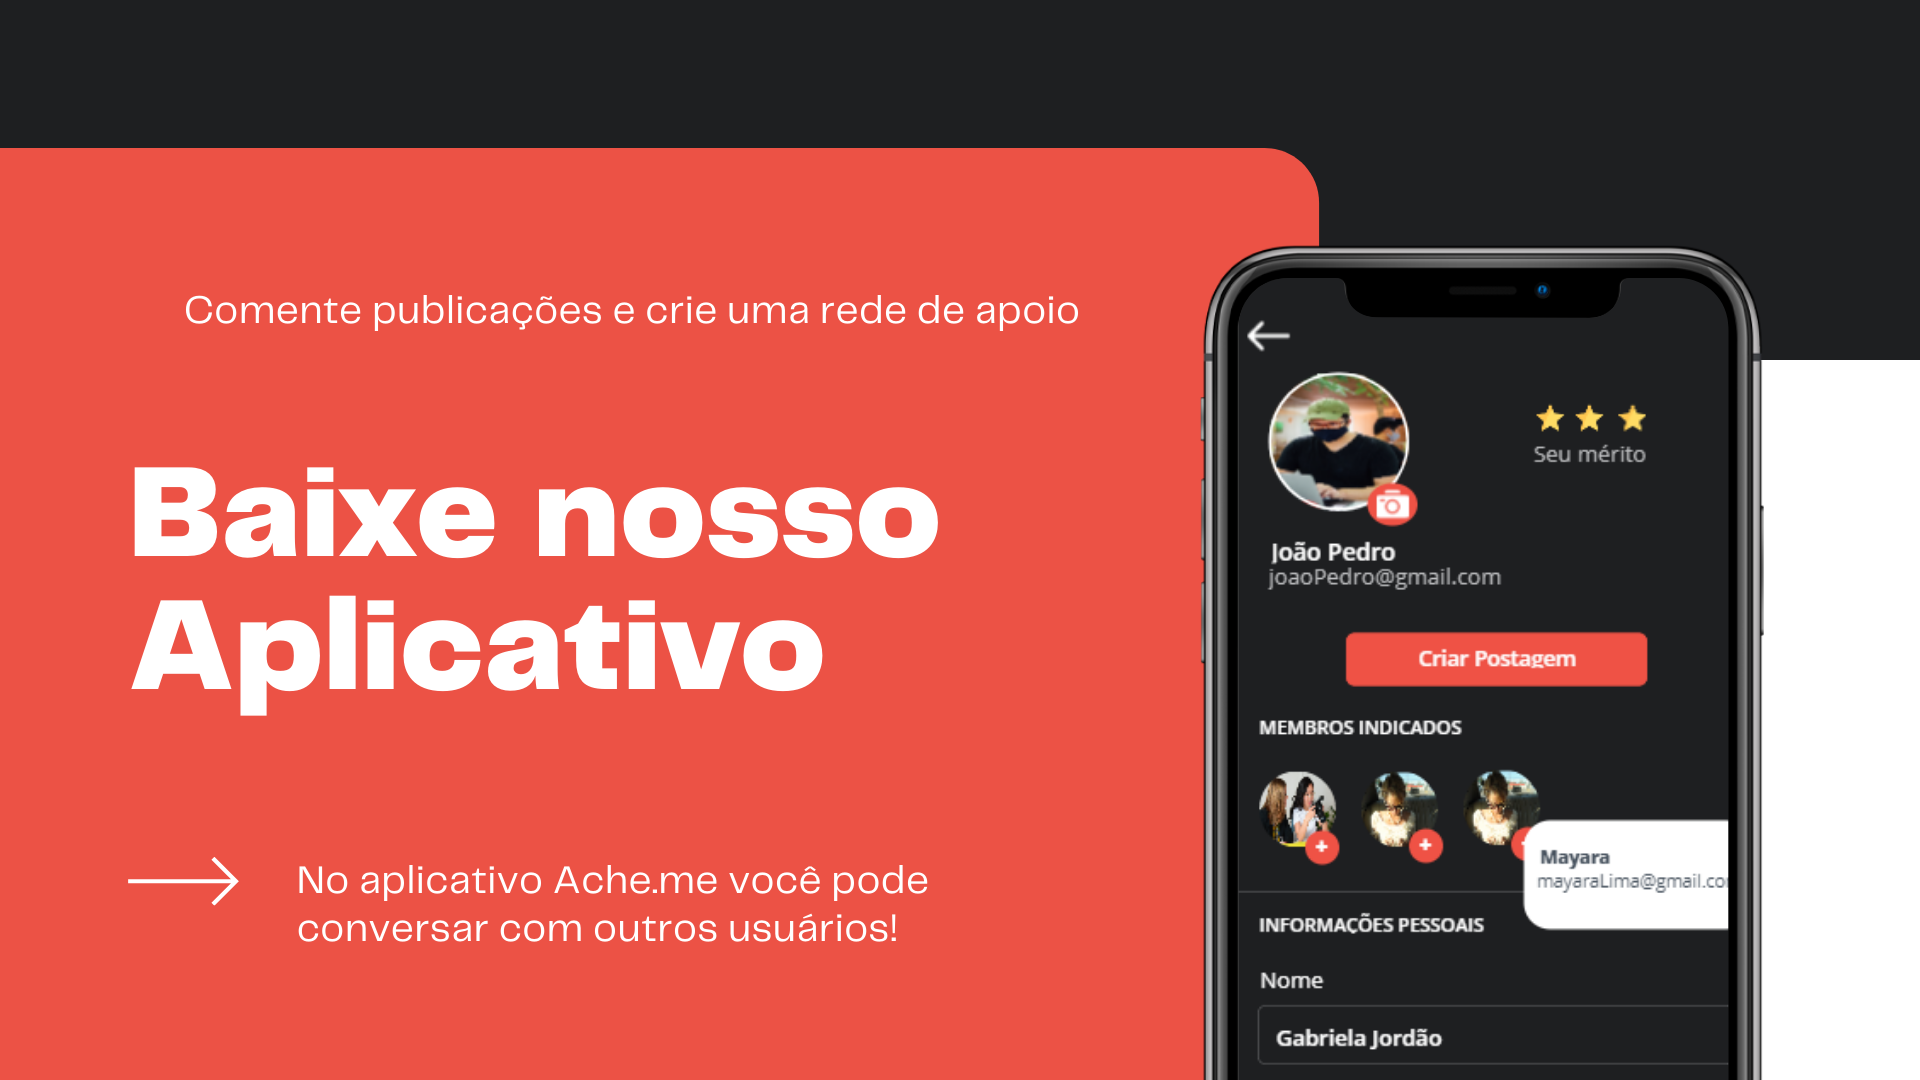 Comente publicações e crie uma rede de apoio
Baixe nosso
Aplicativo
No aplicativo Ache.me você pode
conversar com outros usuários!
Seu mérito
João Pedro
joaoPedro@gmail.com
Criar Postagem
MEMBROS INDICADOS
Mayara
mayaraLima@gmail.co
INFORMAÇÕES PESSOAIS
Nome
Gabriela Jordão